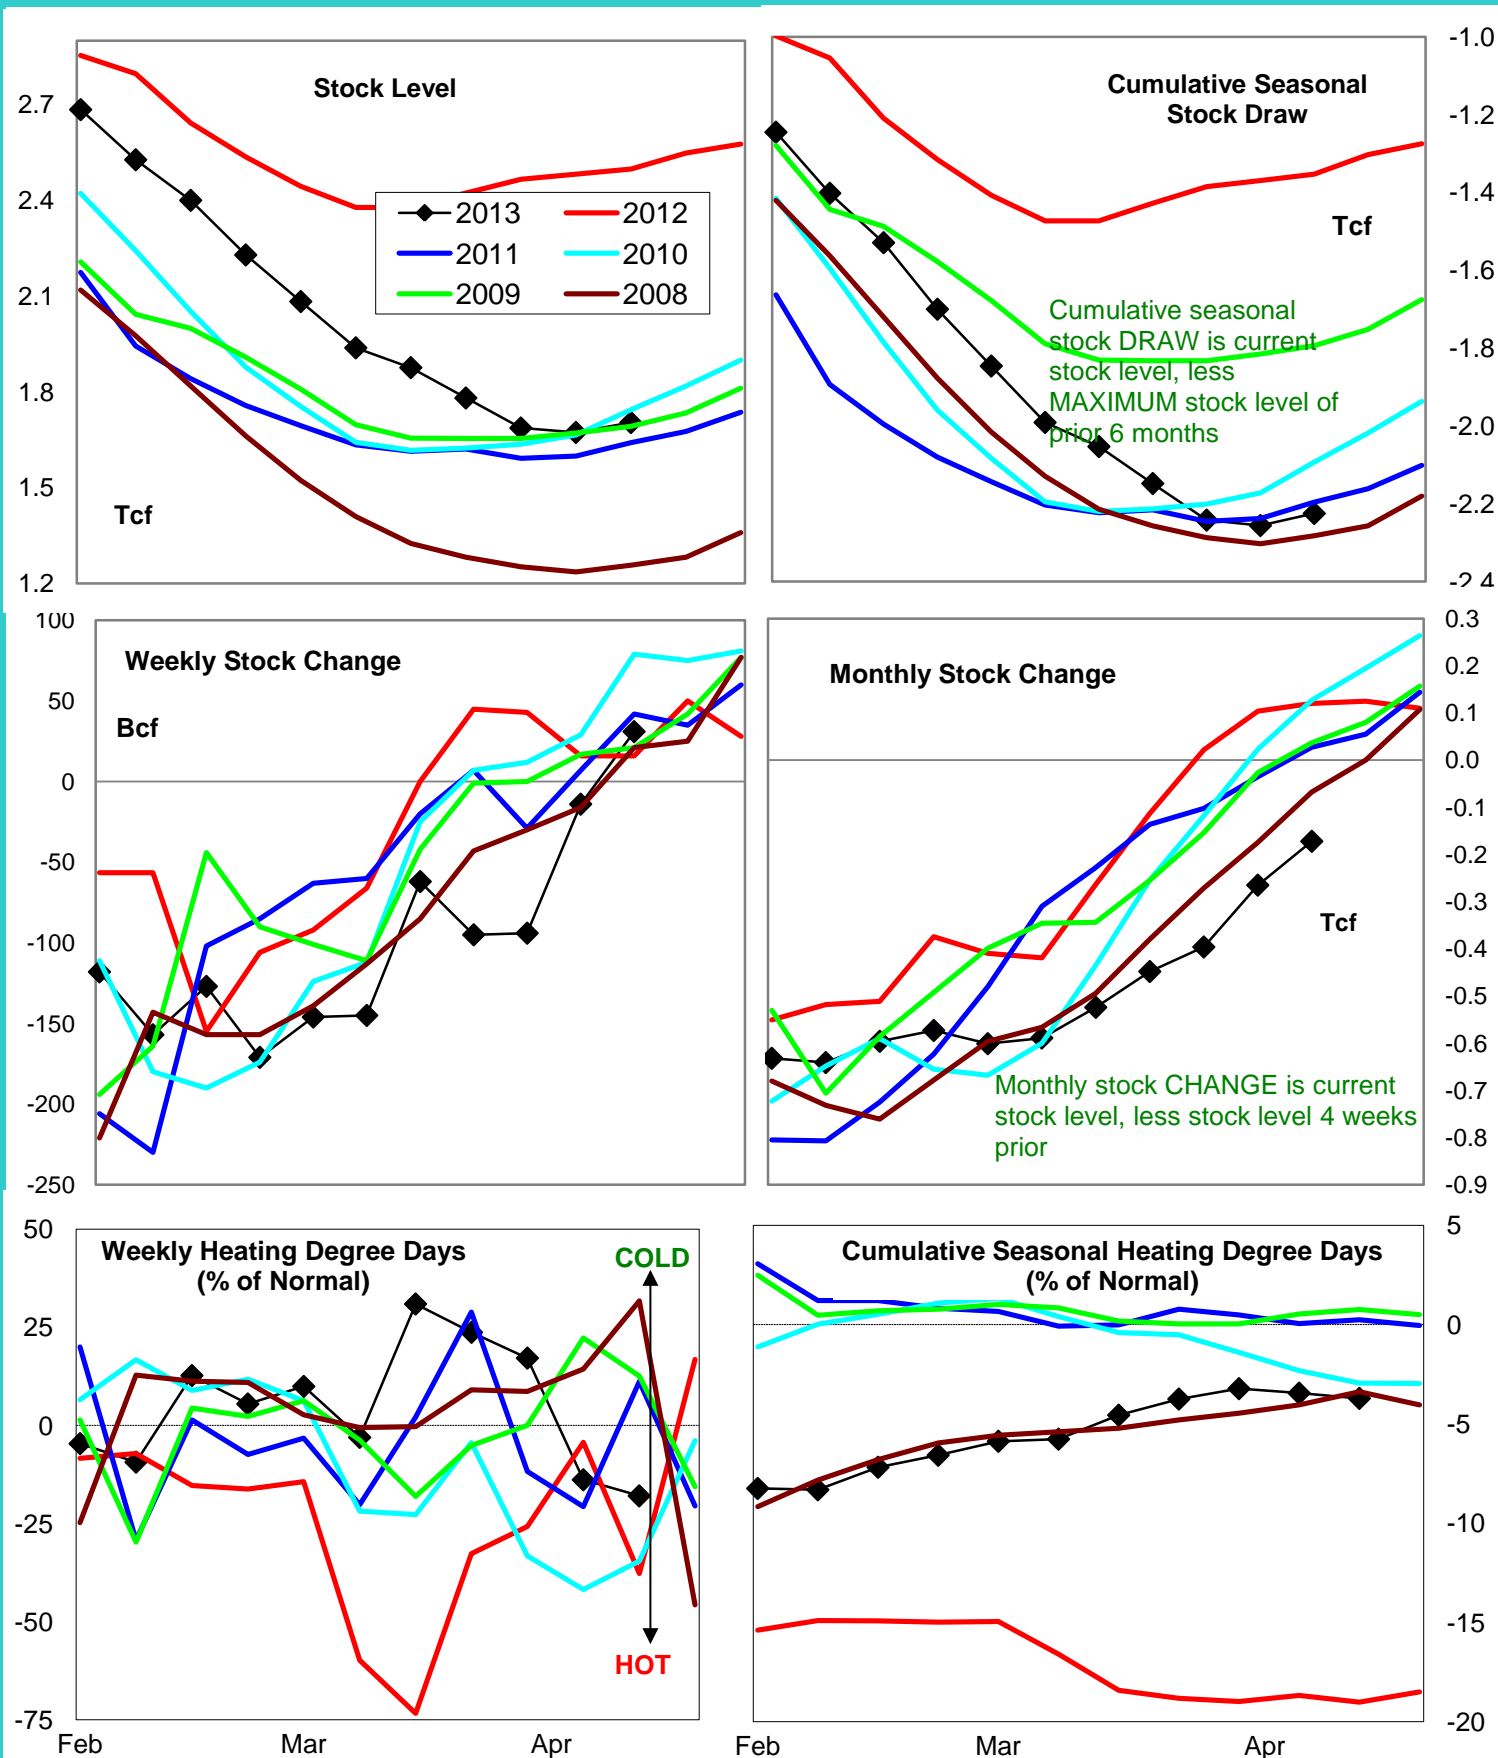 Stock Level
2.7
2.4
2.1
1.8
1.5
1.2
Tcf
2013
2012
2011
2010
2009
2008
Cumulative Seasonal
Stock Draw
Tcf
Cumulative seasonal
stock DRAW is current
stock level, less
MAXIMUM stock level of
prior 6 months
-1.0
-1.2
-1.4
-1.6
-1.8
-2.0
-2.2
-2.4
Weekly Stock Change
Bcf
100
50
0
-50
-100
-150
-200
-250
Monthly Stock Change
Tcf
Monthly stock CHANGE is current
stock level, less stock level 4 weeks
prior
0.3
0.2
0.1
0.0
-0.1
-0.2
-0.3
-0.4
-0.5
-0.6
-0.7
-0.8
-0.9
Weekly Heating Degree Days
(% of Normal)
COLD
HOT
50
25
0
-25
-50
-75
Feb
Mar
Apr
Cumulative Seasonal Heating Degree Days
(% of Normal)
5
0
-5
-10
-15
-20
Feb
Mar
Apr